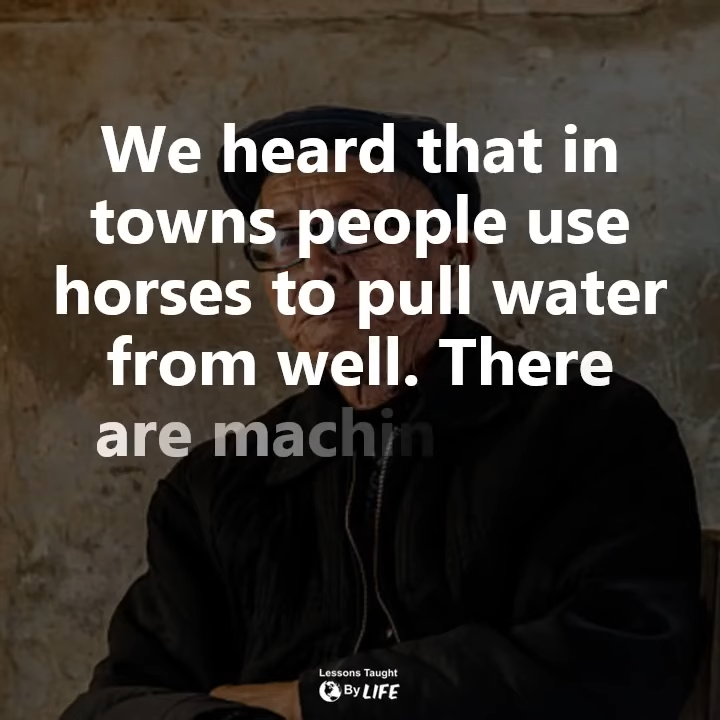 We heard that in
towns people use
horses to pull water
from well. There
are machin
Lessons Taught
By LIFE